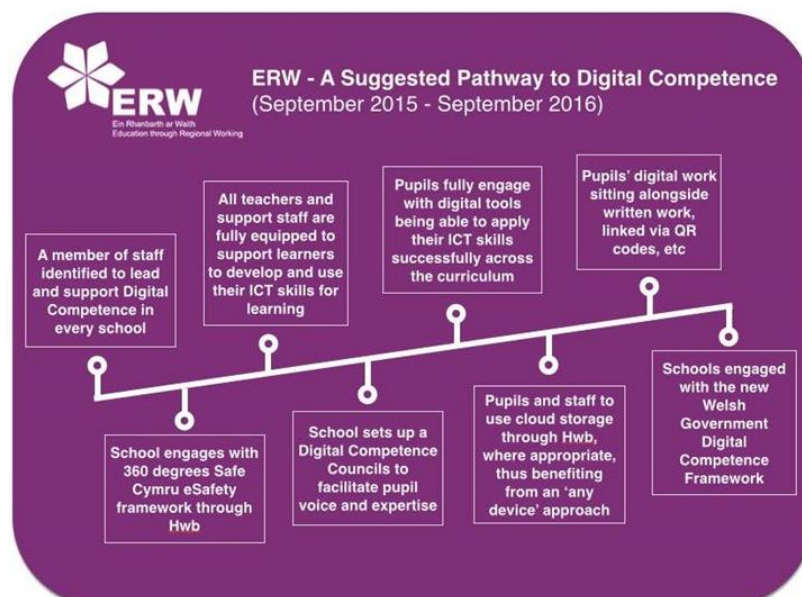 ERW
Ein Rhanbarth ar Waith
Education through Regional Working
ERW - A Suggested Pathway to Digital Competence
(September 2015 - September 2016)
A member of staff
identified to lead
and support Digital
Competence in
every school
School engages with
360 degrees Safe
Cymru eSafety
framework through
Hwb
All teachers and
support staff are
fully equipped to
support learners
to develop and use
their ICT skills for
learning
School sets up a
Digital Competence
Councils to
facilitate pupil
voice and expertise
Pupils fully engage
with digital tools
being able to apply
their ICT skills
successfully across
the curriculum
Pupils and staff to
use cloud storage
through Hwb,
where appropriate,
thus benefiting
from an ‘any
device’ approach
Pupils’ digital work
sitting alongside
written work,
linked via QR
codes, etc
Schools engaged
with the new
Welsh
Government
Digital
Competence
Framework